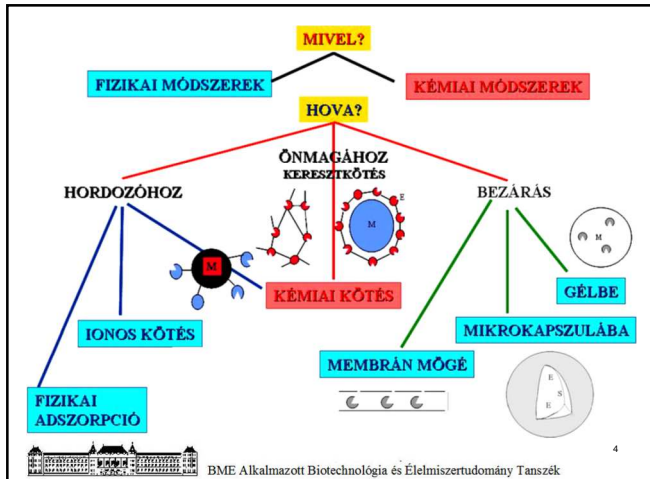 MIVEL?
FIZIKAI MÓDSZEREK
KÉMIAI MÓDSZEREK
HOVA?
ÖNMAGÁHOZ
KERESZTKÖTÉS
HORDOZÓHOZ
BEZÁRÁS
E
M
M
M
GÉLBE
KÉMIAI KÖTÉS
IONOS KÖTÉS
MIKROKAPSZULÁBA
MEMBRÁN MÖGÉ
E
S
E
FIZIKAI
ADSZORPCIÓ
4
BME Alkalmazott Biotechnológia és Élelmiszertudomány Tanszék